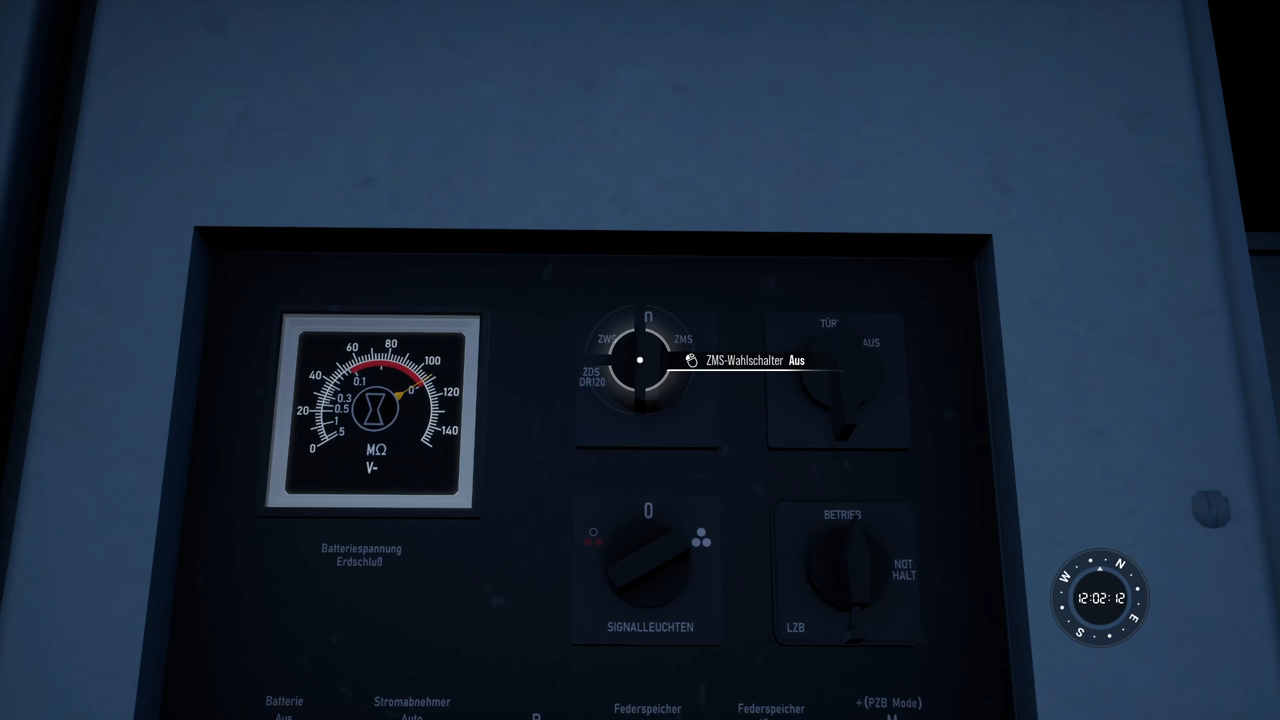 0
ZWS
ZMS
ZDS
DR120
ZMS-Wahlschalter Aus
AUS
0
20
40
60
80
100
120
140
5
1
0.5
0.3
0.1
0
MΩ
V-
Batteriespannung
Erdschluß
0
SIGNALLEUCHTEN
BETRIEB
NOT
HALT
LZB
N
E
S
W
12:02:12
Batterie
Aus
Stromabnehmer
Auto
Federspeicher
Federspeicher
+(PZB Mode)
M